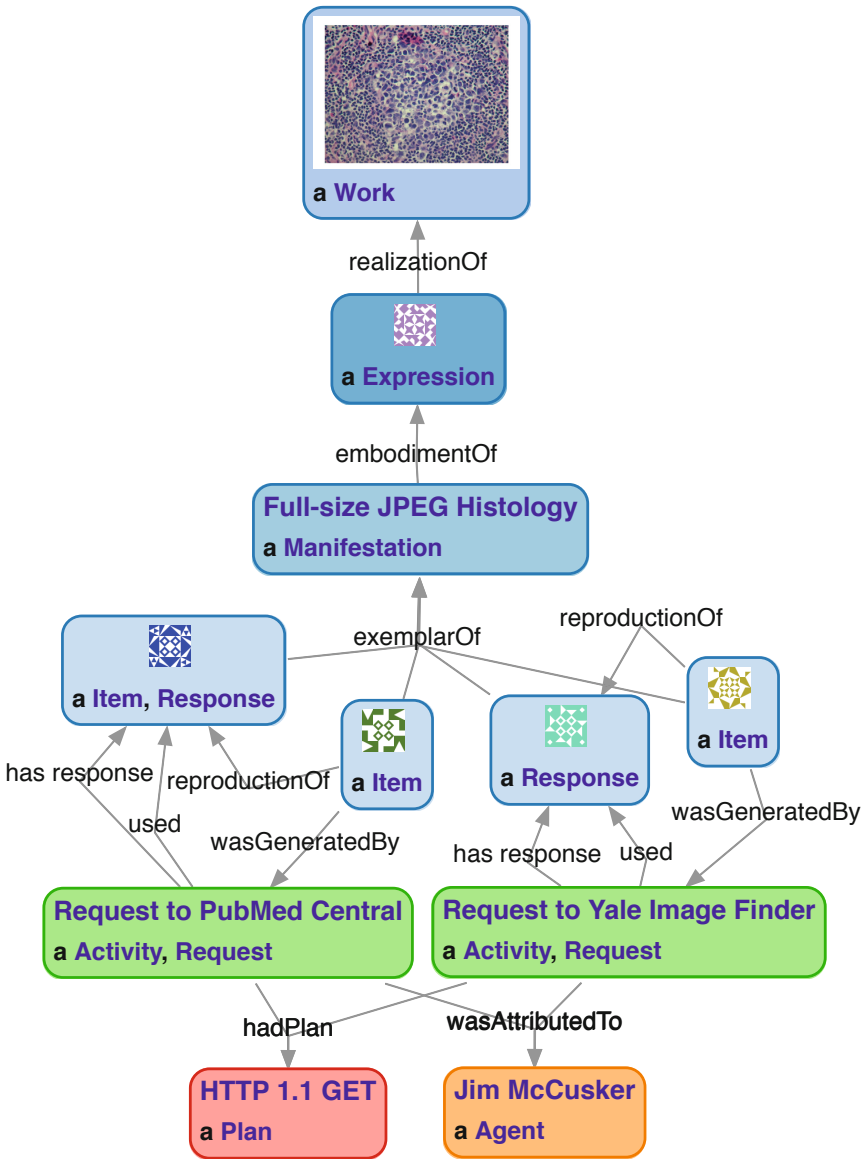 a Work
realizationOf
a Expression
embodimentOf
Full-size JPEG Histology
a Manifestation
exemplarOf
reproductionOf
a Item, Response
a Item
a Response
a Item
has response
reproductionOf
used
wasGeneratedBy
has response
used
wasGeneratedBy
Request to PubMed Central
a Activity, Request
Request to Yale Image Finder
a Activity, Request
hadPlan
wasAttributedTo
HTTP 1.1 GET
a Plan
Jim McCusker
a Agent